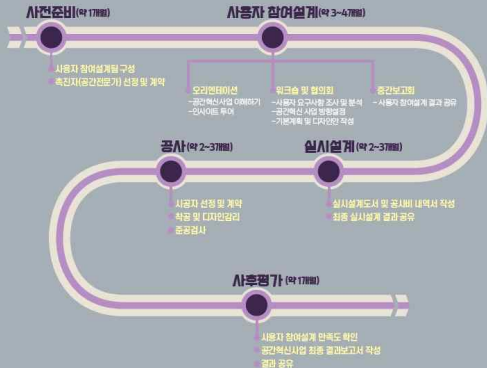 사전준비(약 1개월)
사용자 참여설계(약 3~4개월)
사용자 참여설계팀 구성
촉진자(공간전문가) 선정 및 계약
오리엔테이션
-공간혁신사업 이해하기
-인사이트 투어
워크숍 및 협의회
-사용자 요구사항 조사 및 분석
-공간혁신 사업 방향설정
-기본계획 및 디자인안 작성
중간보고회
- 사용자 참여설계 결과 공유
공사(약 2~3개월)
실시설계(약 2~3개월)
시공자 선정 및 계약
착공 및 디자인감리
준공검사
실시설계도서 및 공사비 내역서 작성
최종 실시설계 결과 공유
사후평가(약 1개월)
사용자 참여설계 만족도 확인
공간혁신사업 최종 결과보고서 작성
결과 공유